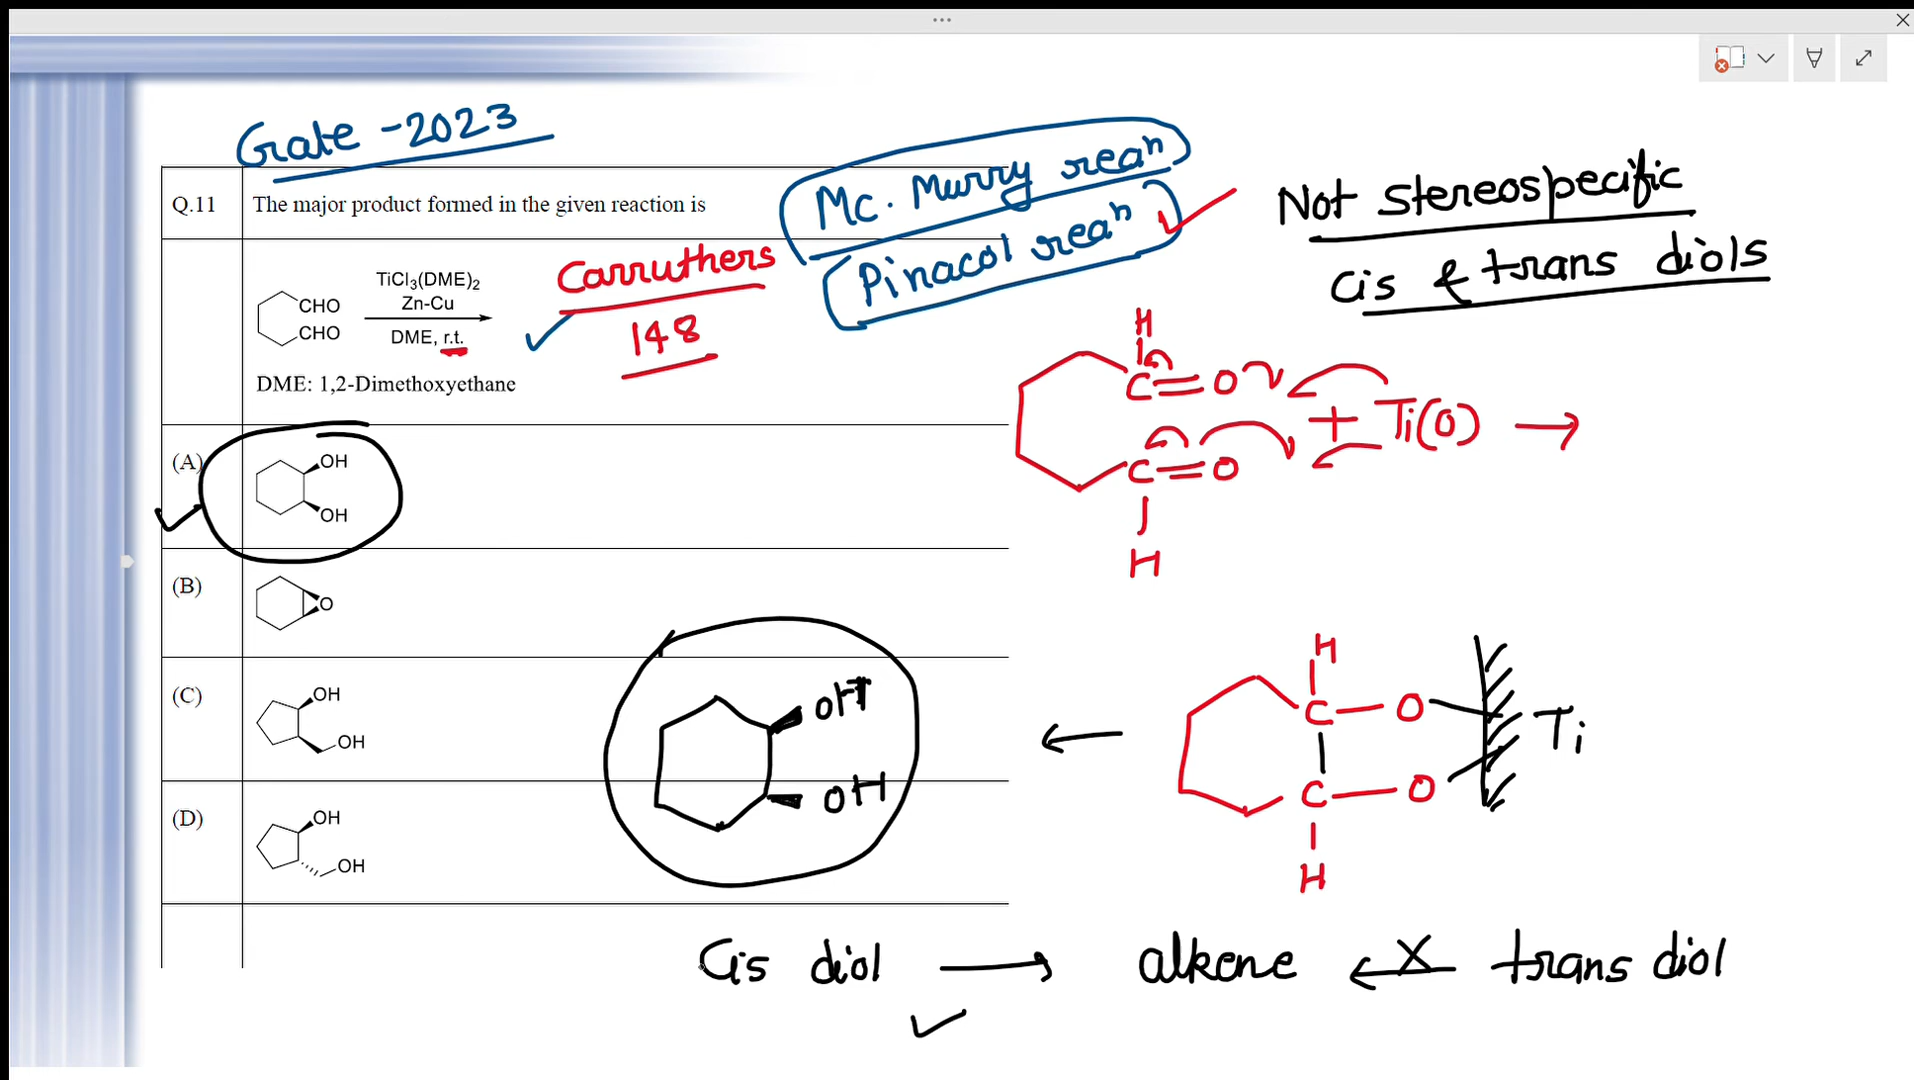 Gate -2023
Mc. Murry reaⁿ
Pinacol reaⁿ
Not stereospecific
cis & trans diols
Q.11 The major product formed in the given reaction is
CHO
CHO
TiCl₃(DME)₂
Zn-Cu
DME, r.t.
Carruthers
148
DME: 1,2-Dimethoxyethane
H
C=O
+ Ti(0) →
C=O
H
(A)
OH
OH
(B)
O
(C)
OH
OH
(D)
OH
OH
OH
OH
H
C-O
Ti
C-O
H
Cis diol → alkene ← X trans diol